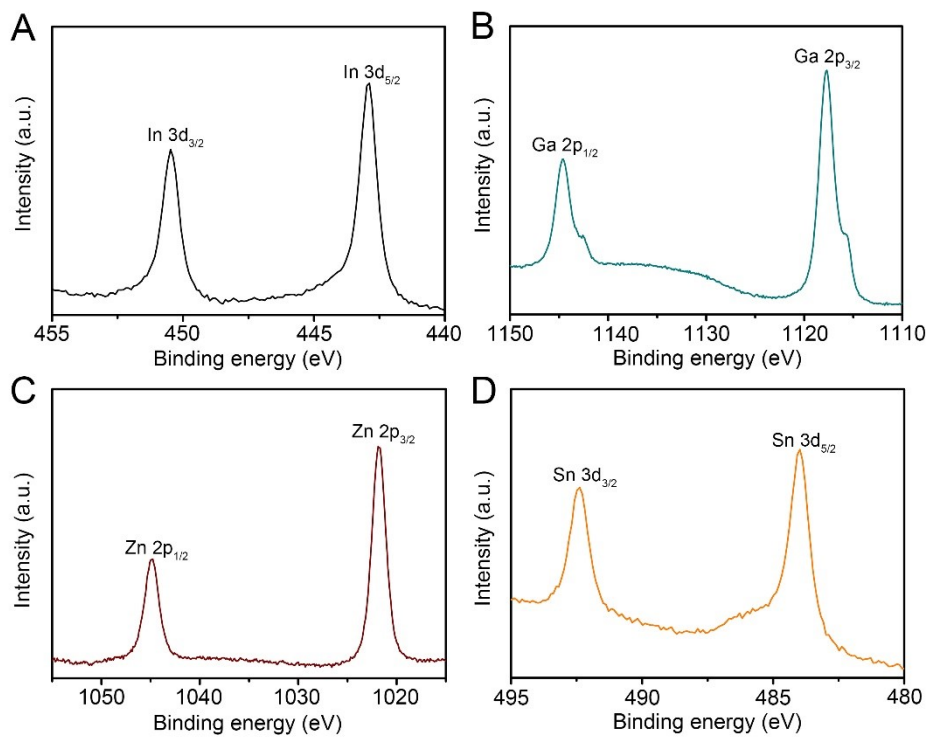 A
Intensity (a.u.)
In 3d3/2
In 3d5/2
455 450 445 440
Binding energy (eV)
B
Intensity (a.u.)
Ga 2p1/2
Ga 2p3/2
1150 1140 1130 1120 1110
Binding energy (eV)
C
Intensity (a.u.)
Zn 2p1/2
Zn 2p3/2
1050 1040 1030 1020
Binding energy (eV)
D
Intensity (a.u.)
Sn 3d3/2
Sn 3d5/2
495 490 485 480
Binding energy (eV)